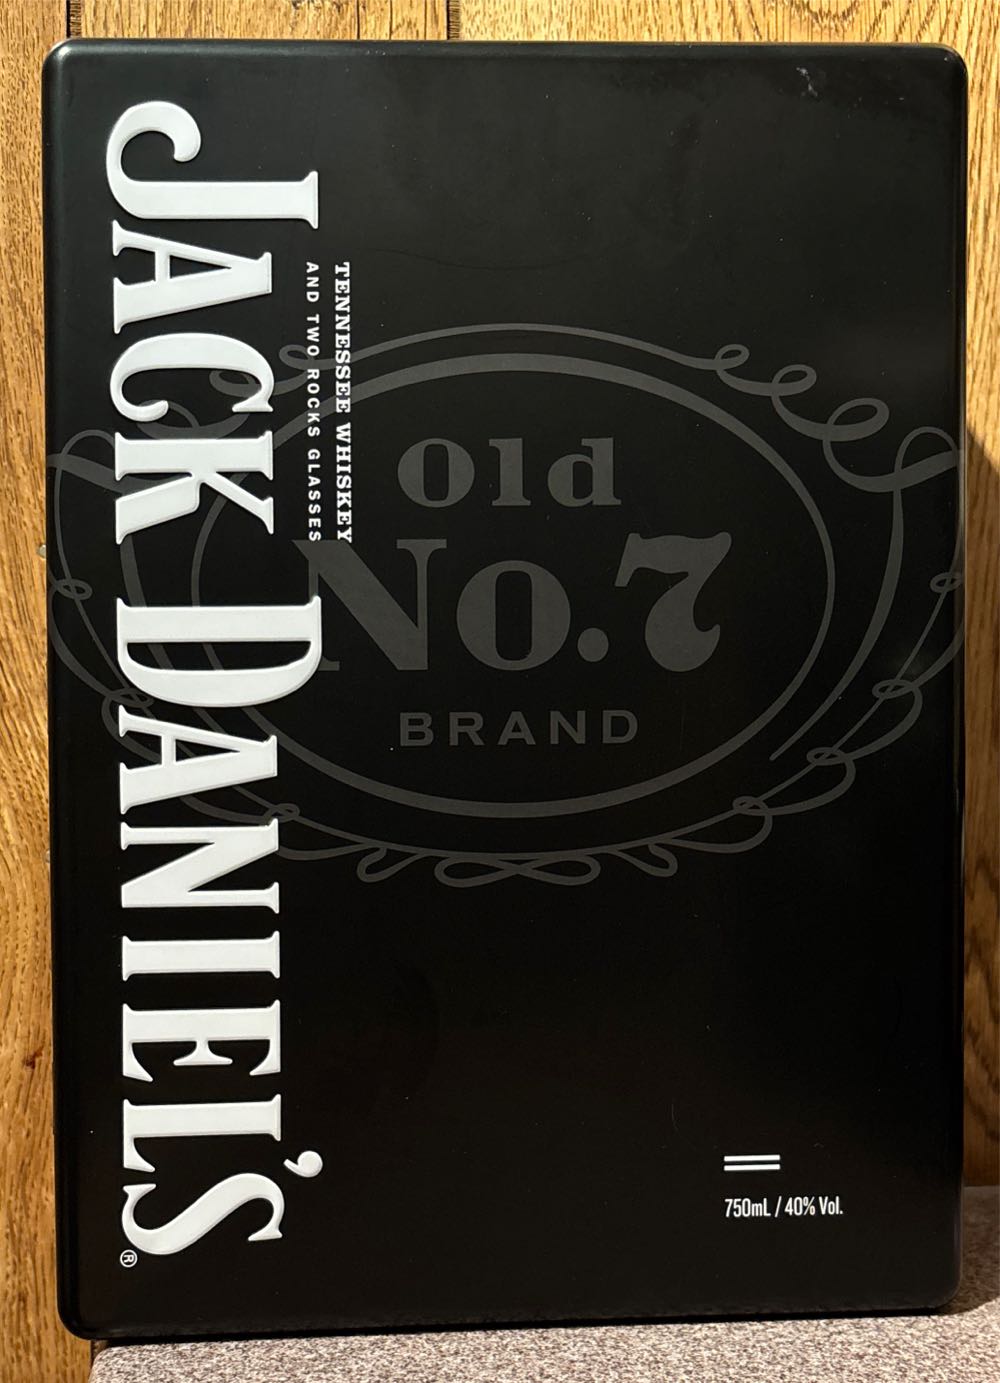 JACK DANIEL'S®
TENNESSEE WHISKEY
AND TWO ROCKS GLASSES
Old
No.7
BRAND
750mL / 40% Vol.